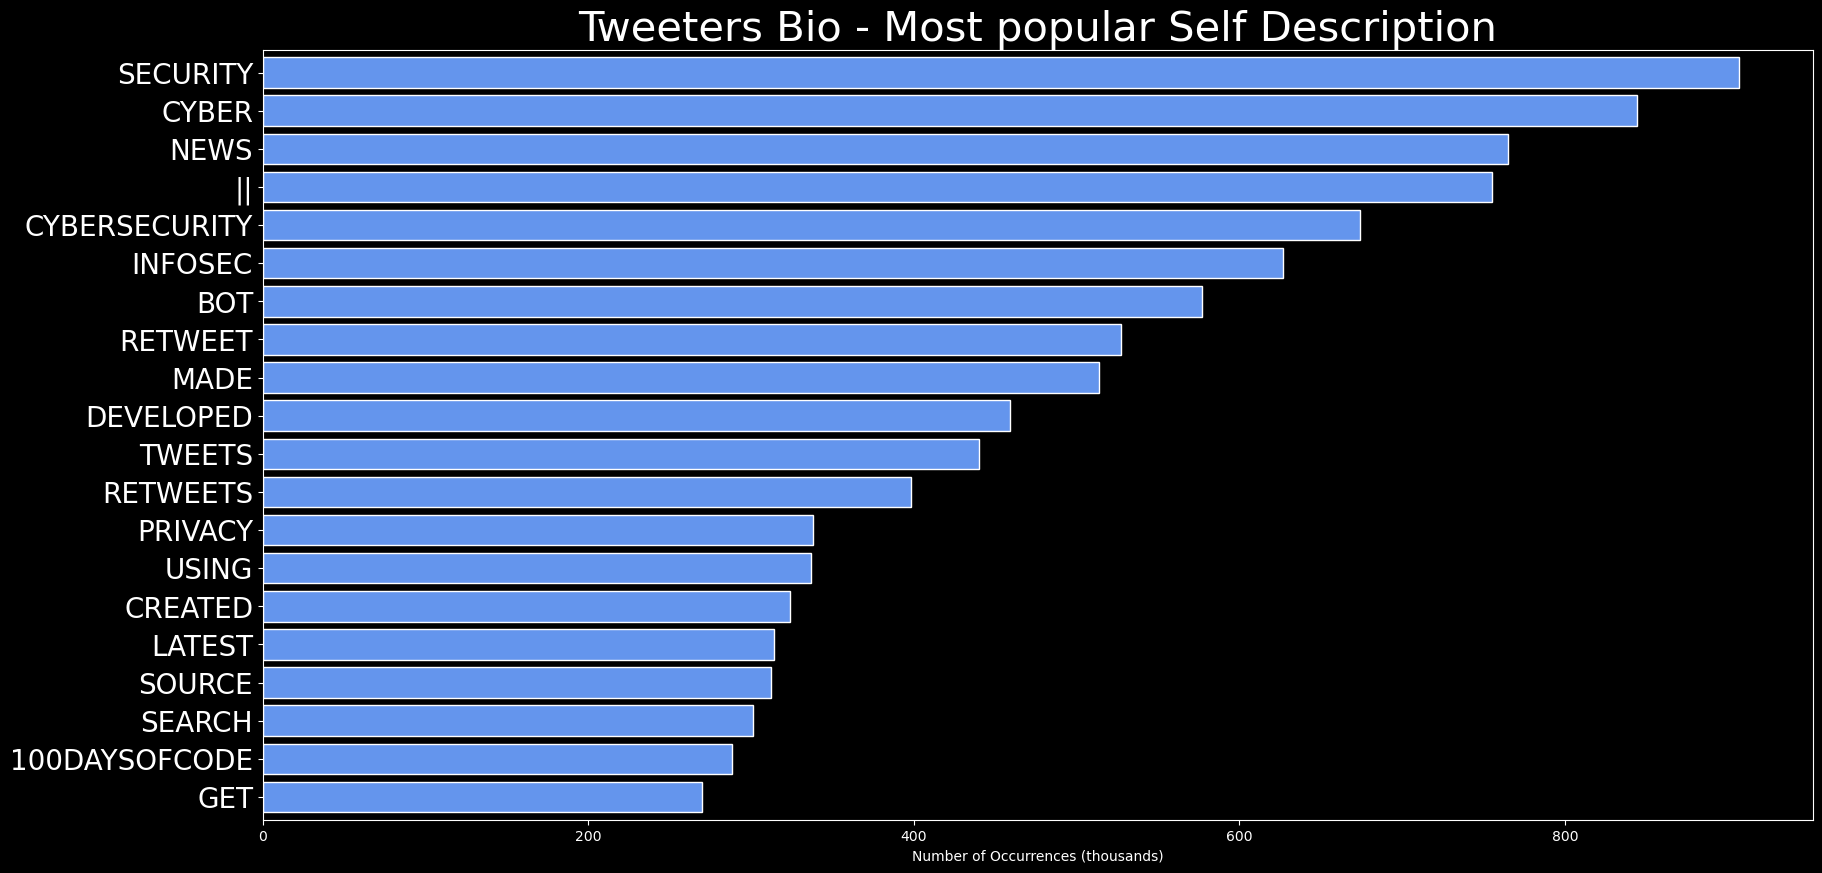 Tweeters Bio - Most popular Self Description
SECURITY
CYBER
NEWS
||
CYBERSECURITY
INFOSEC
BOT
RETWEET
MADE
DEVELOPED
TWEETS
RETWEETS
PRIVACY
USING
CREATED
LATEST
SOURCE
SEARCH
100DAYSOFCODE
GET
0 200 400 600 800
Number of Occurrences (thousands)